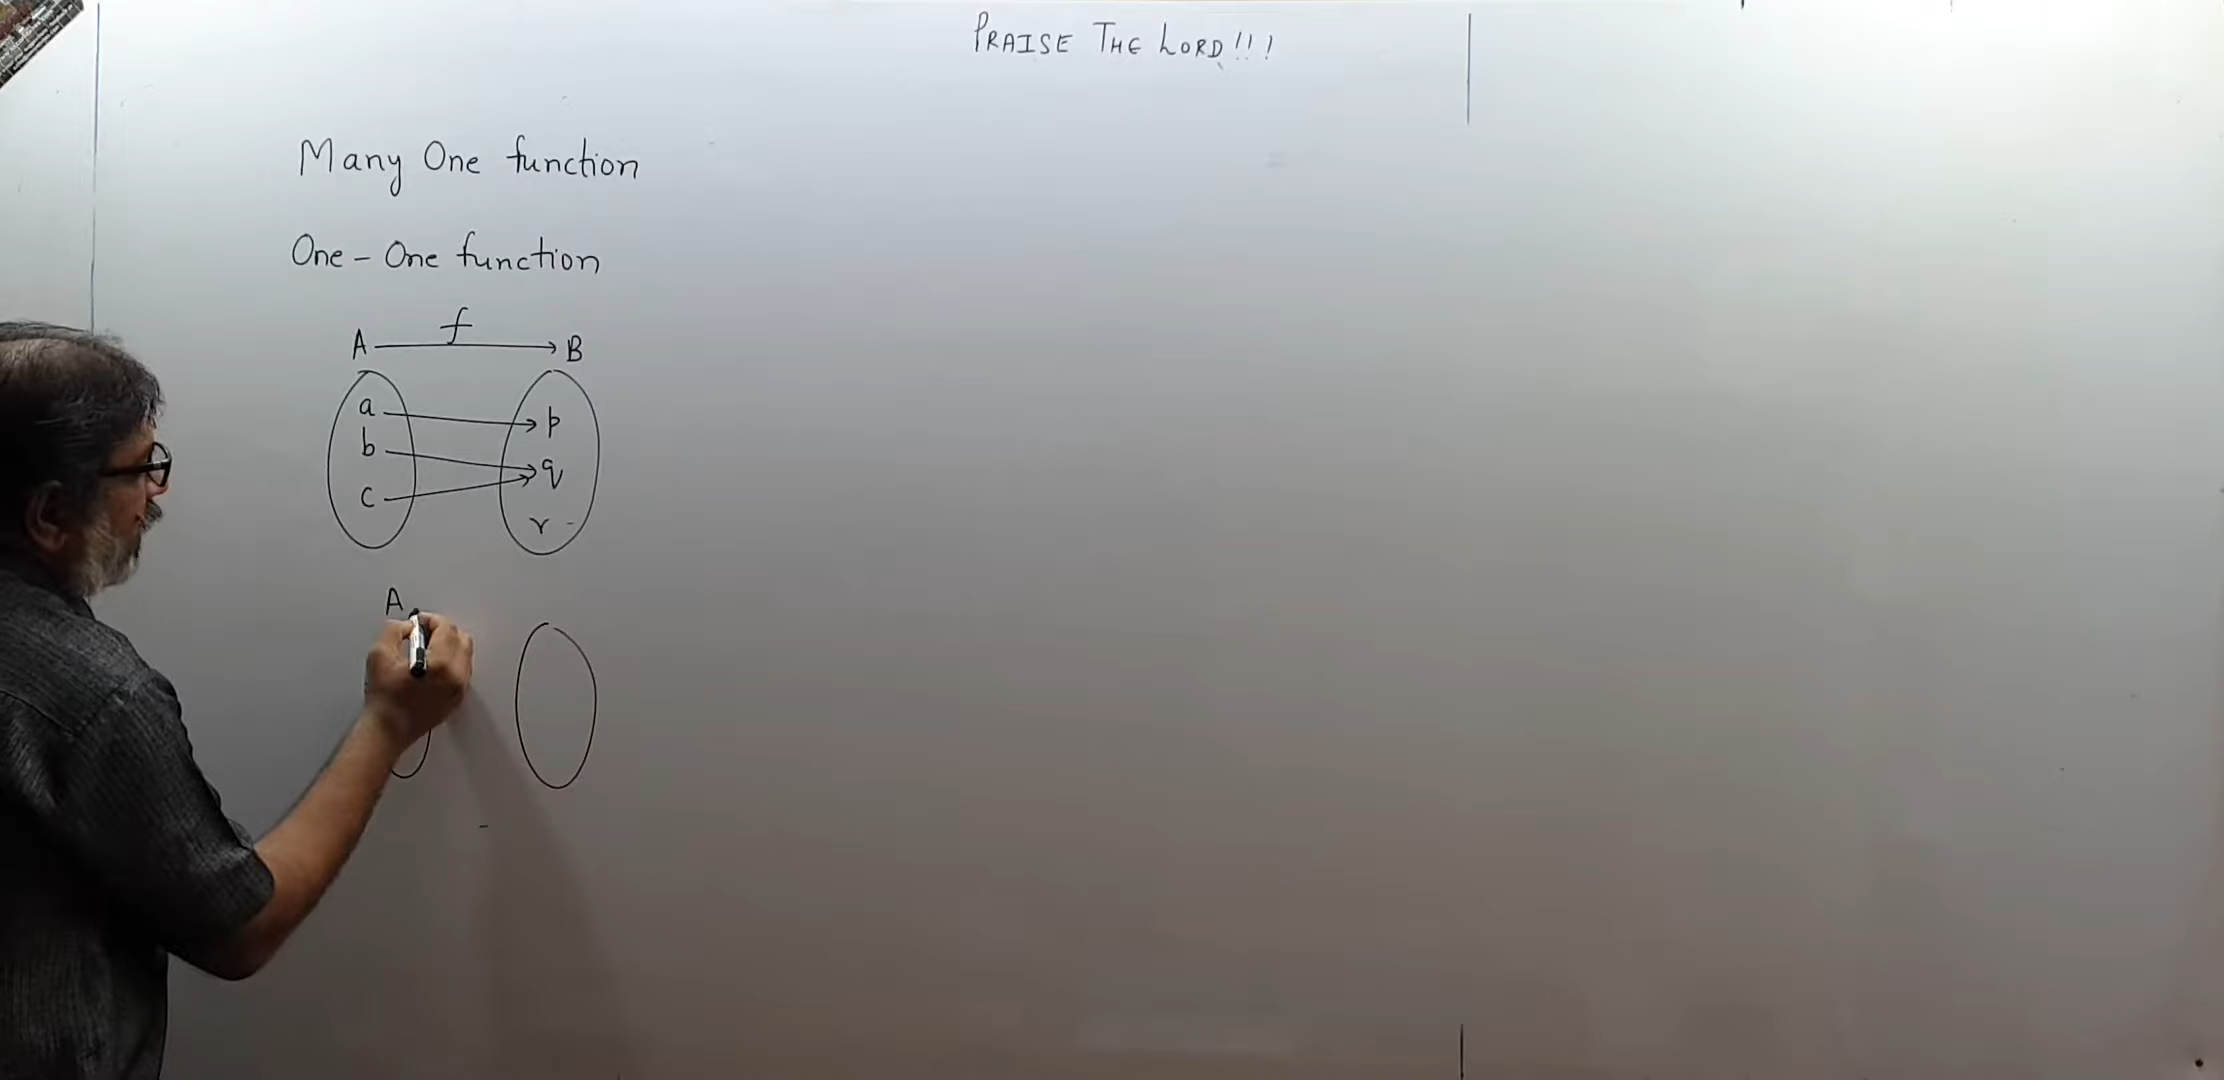 PRAISE THE LORD!!!
Many One function
One - One function
f
A B
a p
b q
c
r
A